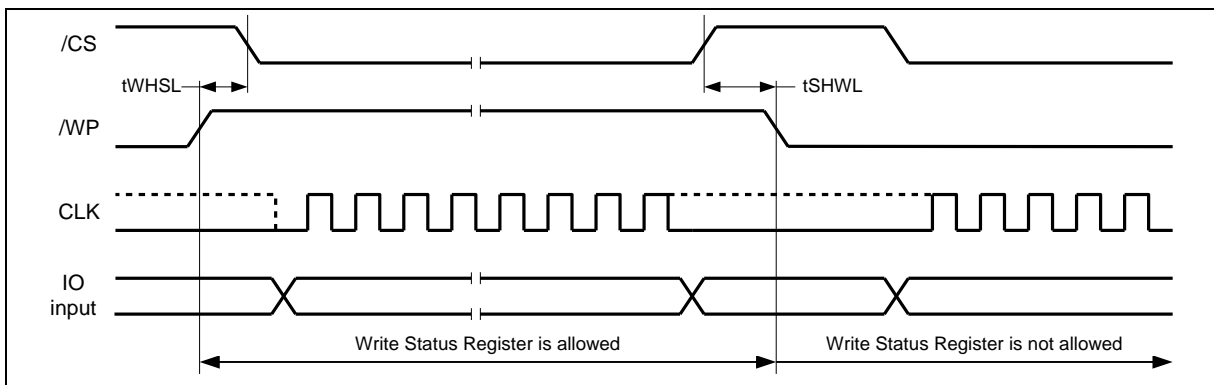 /CS
tWHSL
tSHWL
/WP
CLK
IO
input
Write Status Register is allowed
Write Status Register is not allowed